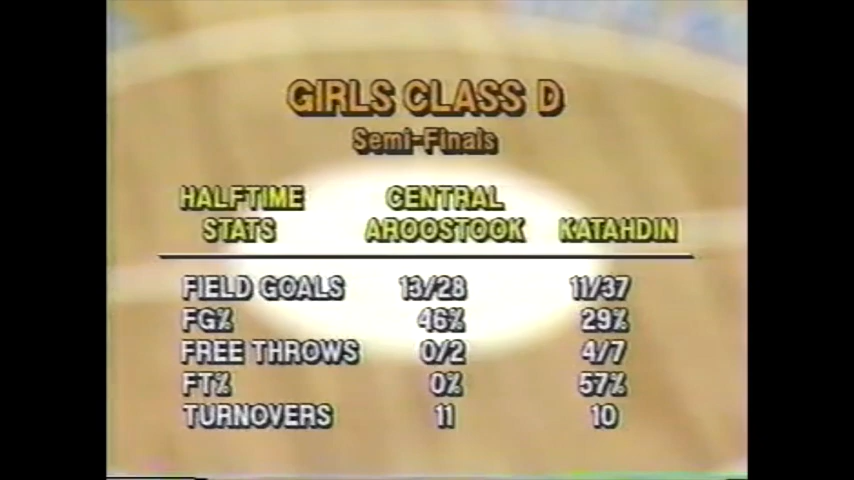 GIRLS CLASS D
Semi-Finals
HALFTIME STATS CENTRAL AROOSTOOK KATAHDIN
FIELD GOALS 13/28 11/37
FG% 46% 29%
FREE THROWS 0/2 4/7
FT% 0% 57%
TURNOVERS 11 10